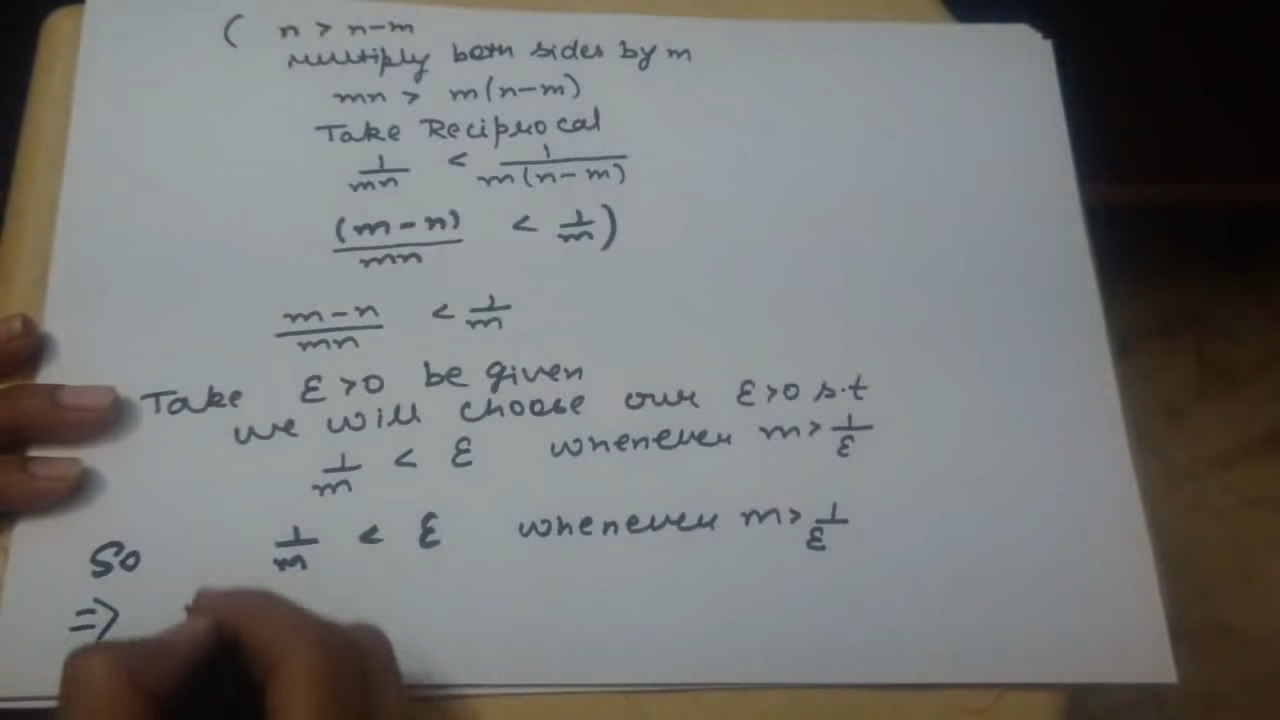 ( n > n-m
Multiply both sides by m
mn > m(n-m)
Take Reciprocal
1/mn < 1/m(n-m)
(m-n)/mn < 1/m)
m-n/mn < 1/m
Take ε>0 be given
we will choose our ε>0 s.t
1/m < ε whenever m> 1/ε
So 1/m < ε whenever m> 1/ε
=>